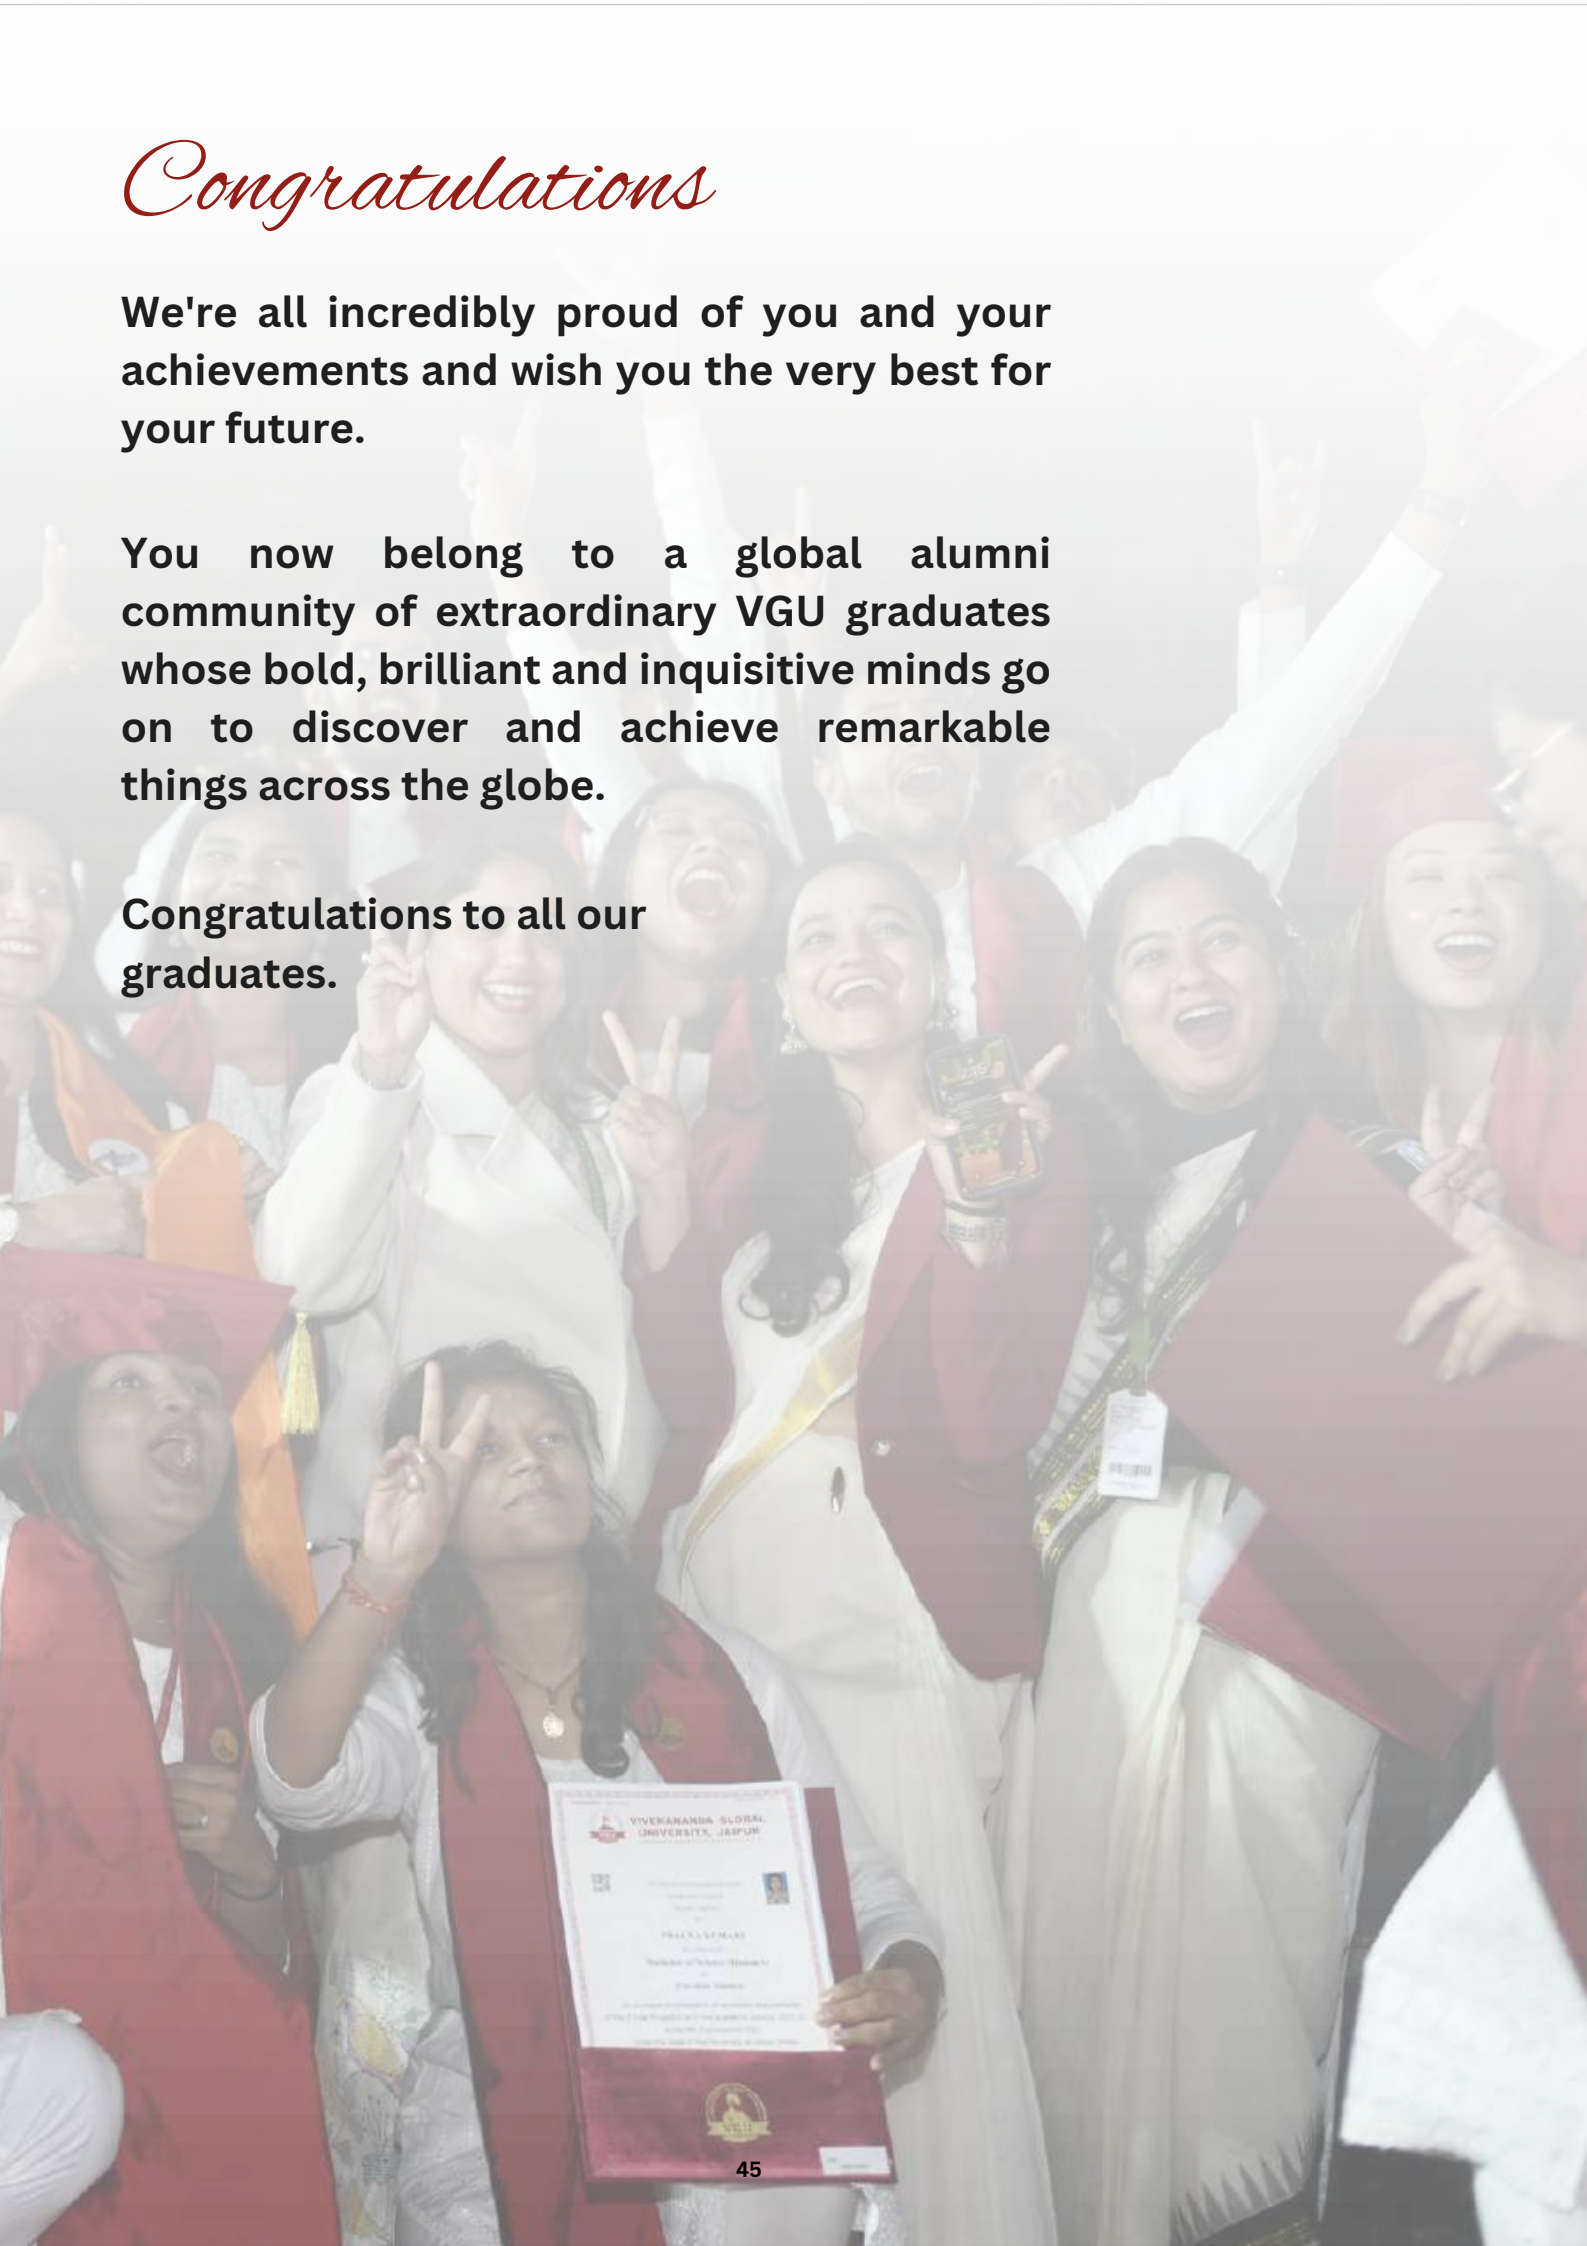 Congratulations
We're all incredibly proud of you and your
achievements and wish you the very best for
your future.
You now belong to a global alumni
community of extraordinary VGU graduates
whose bold, brilliant and inquisitive minds go
on to discover and achieve remarkable
things across the globe.
Congratulations to all our
graduates.
VIVEKANANDA GLOBAL
UNIVERSITY, JAIPUR
VGU
45